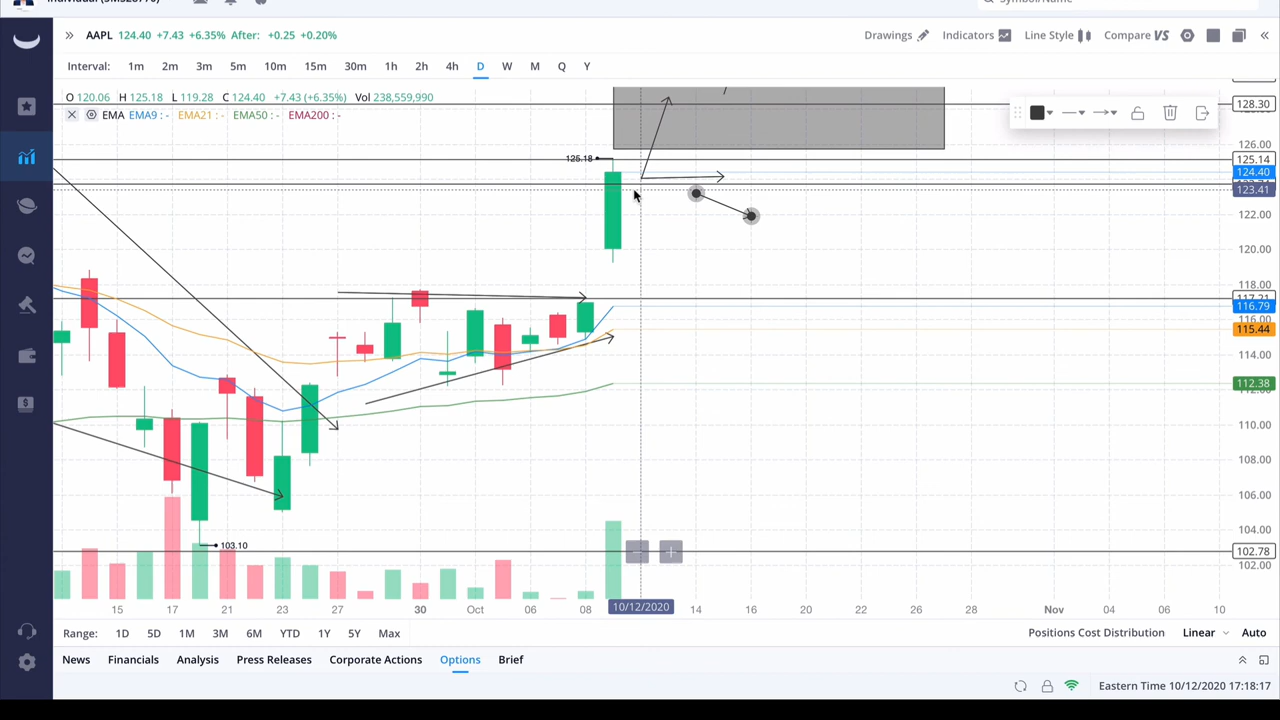 AAPL 124.40 +7.43 +6.35% After: +0.25 +0.20%
Drawings Indicators Line Style Compare VS
Interval: 1m 2m 3m 5m 10m 15m 30m 1h 2h 4h D W M Q Y
O 120.06 H 125.18 L 119.28 C 124.40 +7.43 (+6.35%) Vol 238,559,990
EMA EMA9 : - EMA21 : - EMA50 : - EMA200 : -
128.30
126.00
125.18
125.14
124.40
123.41
122.00
120.00
118.00
116.79
116.00
115.44
114.00
112.38
110.00
108.00
106.00
104.00
103.10
102.78
102.00
15 17 21 23 27 30 Oct 06 08 10/12/2020 14 16 20 22 26 28 Nov 04 06 10
Range: 1D 5D 1M 3M 6M YTD 1Y 5Y Max
Positions Cost Distribution Linear Auto
News Financials Analysis Press Releases Corporate Actions Options Brief
Eastern Time 10/12/2020 17:18:17